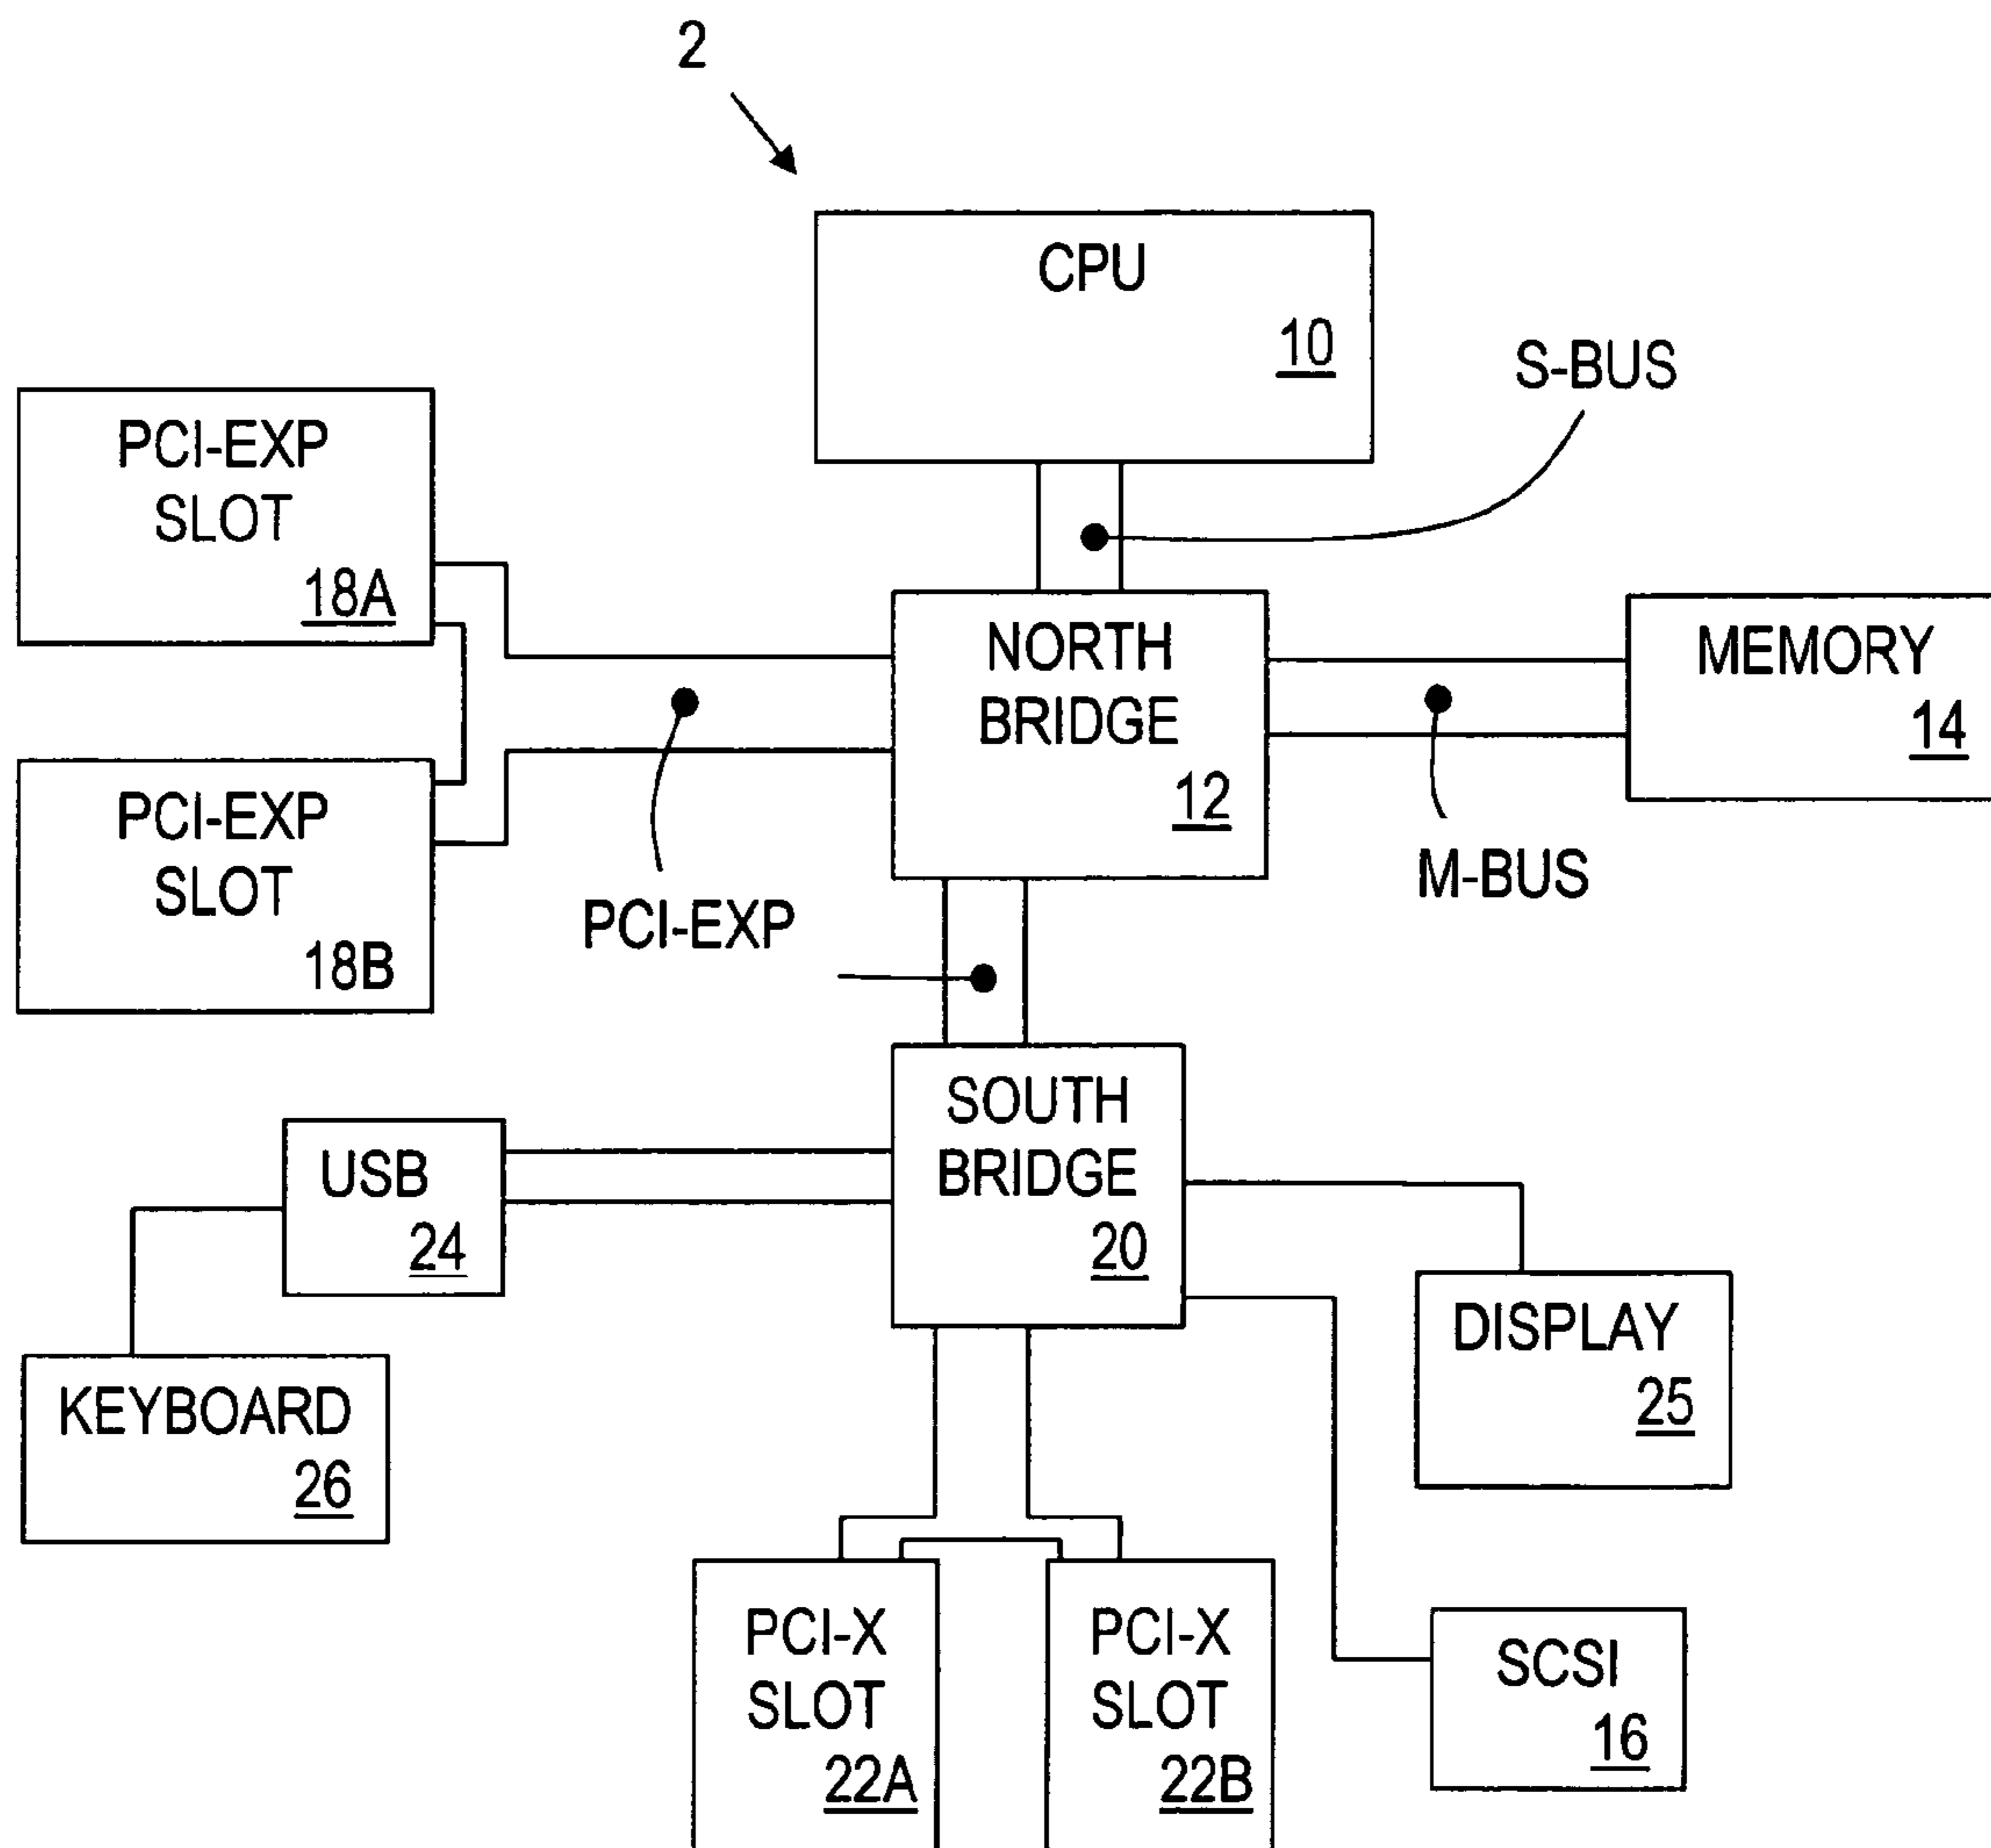 2
CPU
10
S-BUS
PCI-EXP
SLOT
18A
NORTH
BRIDGE
12
MEMORY
14
M-BUS
PCI-EXP
SLOT
18B
PCI-EXP
SOUTH
BRIDGE
20
USB
24
KEYBOARD
26
DISPLAY
25
PCI-X
SLOT
22A
PCI-X
SLOT
22B
SCSI
16